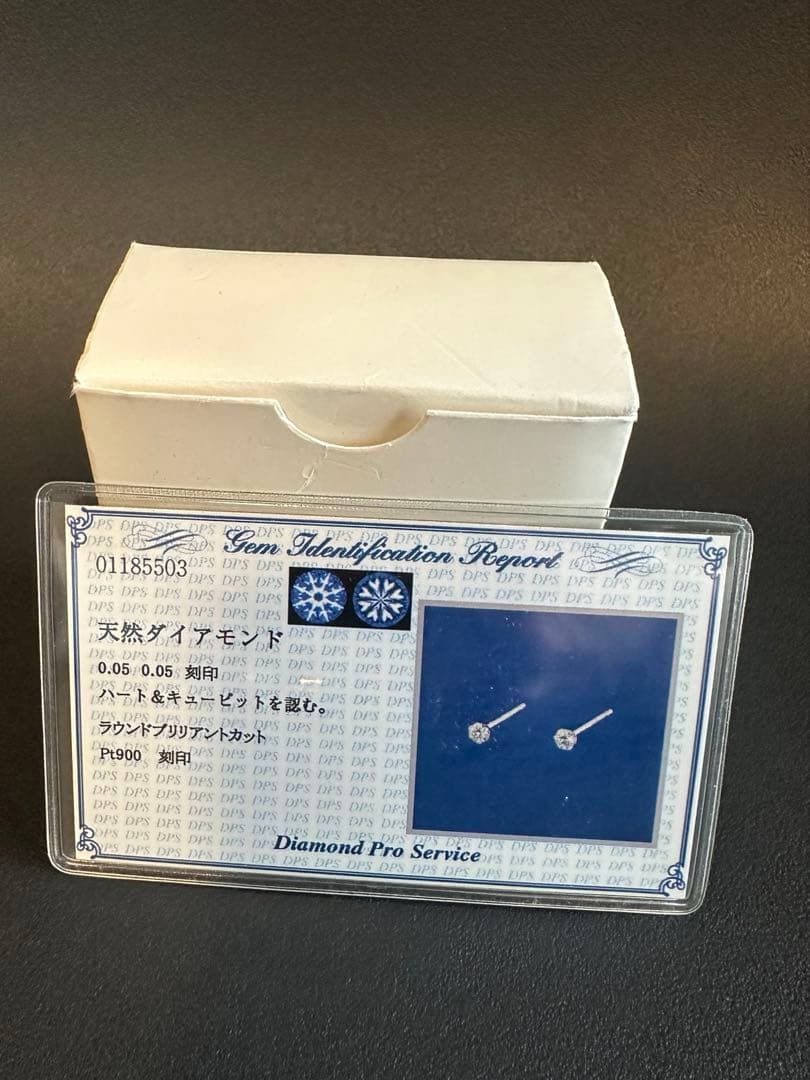 Gem Identification Report
01185503
天然ダイアモンド
0.05 0.05 刻印
ハート＆キューピットを認む。
ラウンドブリリアントカット
Pt900 刻印
Diamond Pro Service